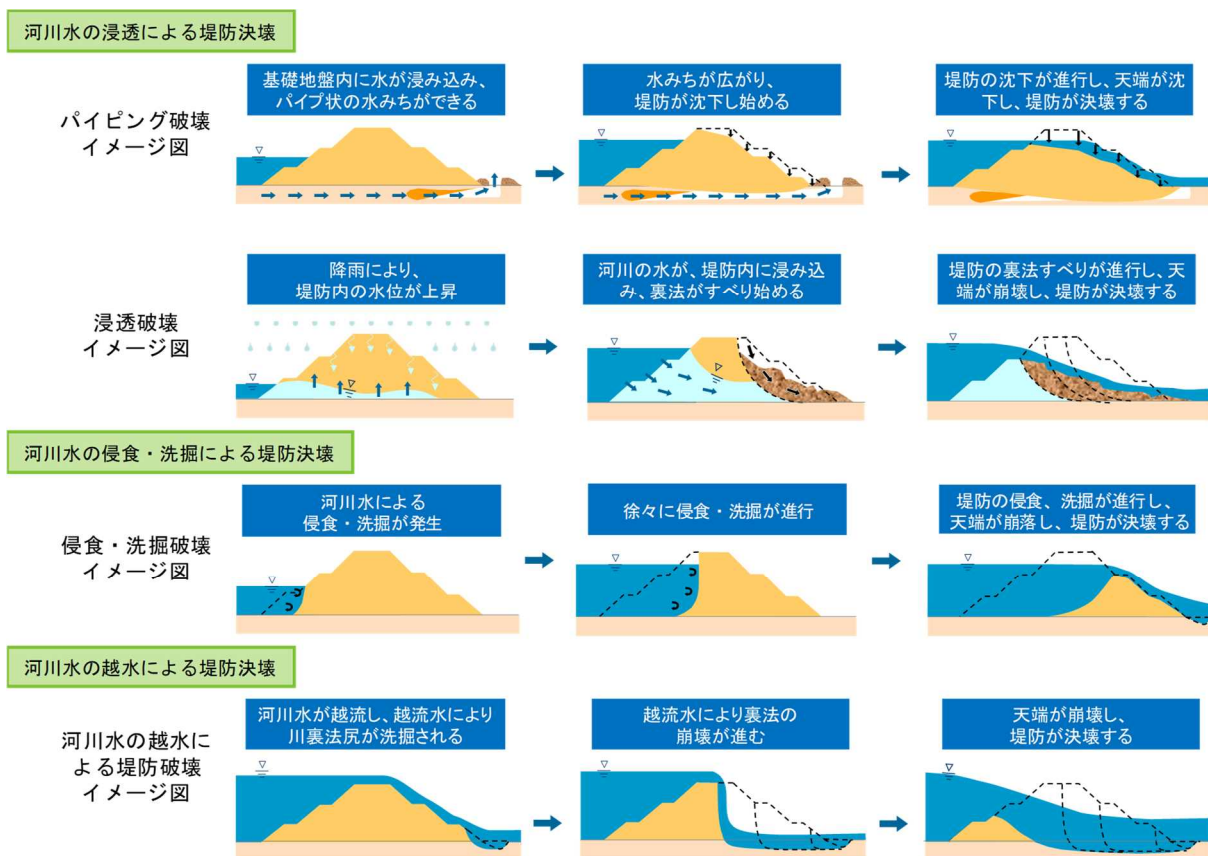 河川水の浸透による堤防決壊
パイピング破壊
イメージ図
基礎地盤内に水が浸み込み、
パイプ状の水みちができる
水みちが広がり、
堤防が沈下し始める
堤防の沈下が進行し、天端が沈
下し、堤防が決壊する
浸透破壊
イメージ図
降雨により、
堤防内の水位が上昇
河川の水が、堤防内に浸み込
み、裏法がすべり始める
堤防の裏法すべりが進行し、天
端が崩壊し、堤防が決壊する
河川水の侵食・洗掘による堤防決壊
侵食・洗掘破壊
イメージ図
河川水による
侵食・洗掘が発生
徐々に侵食・洗掘が進行
堤防の侵食、洗掘が進行し、
天端が崩落し、堤防が決壊する
河川水の越水による堤防決壊
河川水の越水に
よる堤防破壊
イメージ図
河川水が越流し、越流水により
川裏法尻が洗掘される
越流水により裏法の
崩壊が進む
天端が崩壊し、
堤防が決壊する